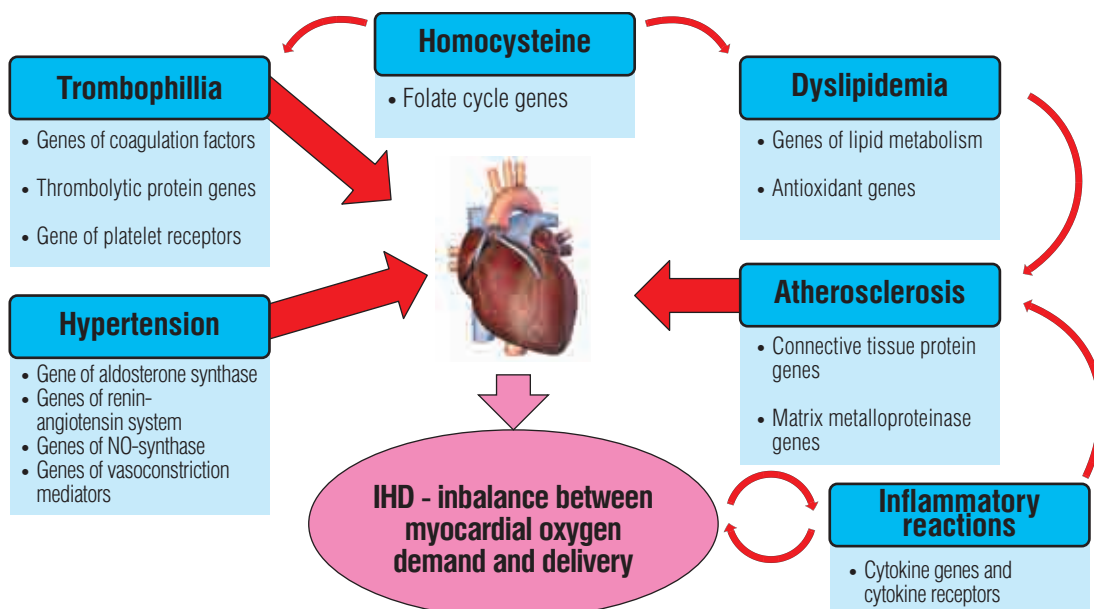 Homocysteine
• Folate cycle genes
Trombophillia
• Genes of coagulation factors
• Thrombolytic protein genes
• Gene of platelet receptors
Dyslipidemia
• Genes of lipid metabolism
• Antioxidant genes
Hypertension
• Gene of aldosterone synthase
• Genes of renin-
angiotensin system
• Genes of NO-synthase
• Genes of vasoconstriction
mediators
Atherosclerosis
• Connective tissue protein
genes
• Matrix metalloproteinase
genes
IHD - inbalance between
myocardial oxygen
demand and delivery
Inflammatory
reactions
• Cytokine genes and
cytokine receptors